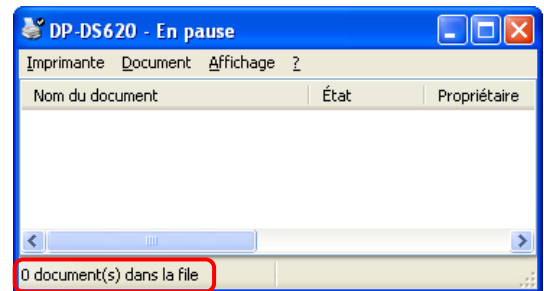 DP-DS620 - En pause
Imprimante Document Affichage ?
Nom du document État Propriétaire
0 document(s) dans la file